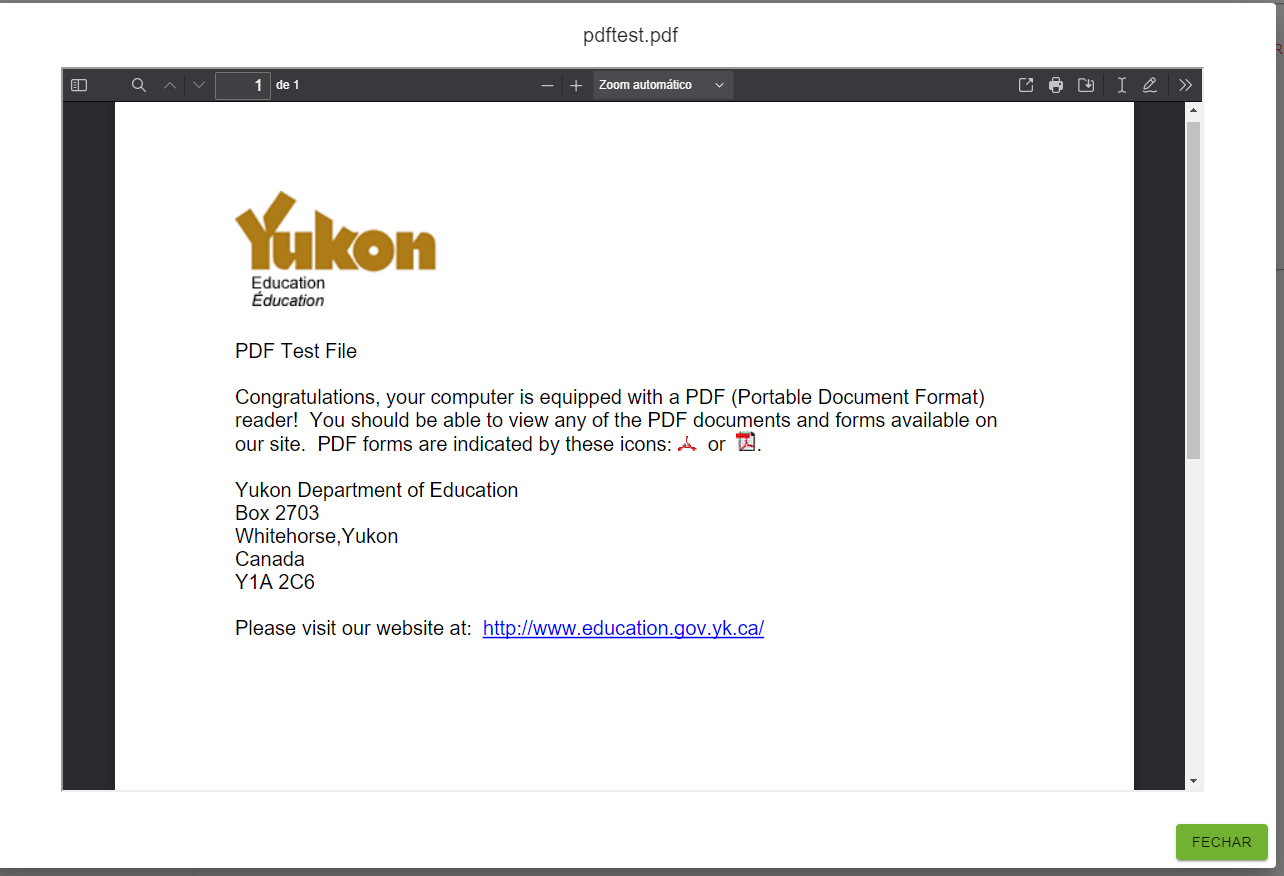 pdftest.pdf
1 de 1
Zoom automático
Yukon
Education
Éducation
PDF Test File
Congratulations, your computer is equipped with a PDF (Portable Document Format)
reader!  You should be able to view any of the PDF documents and forms available on
our site.  PDF forms are indicated by these icons: or .
Yukon Department of Education
Box 2703
Whitehorse,Yukon
Canada
Y1A 2C6
Please visit our website at:  http://www.education.gov.yk.ca/
FECHAR